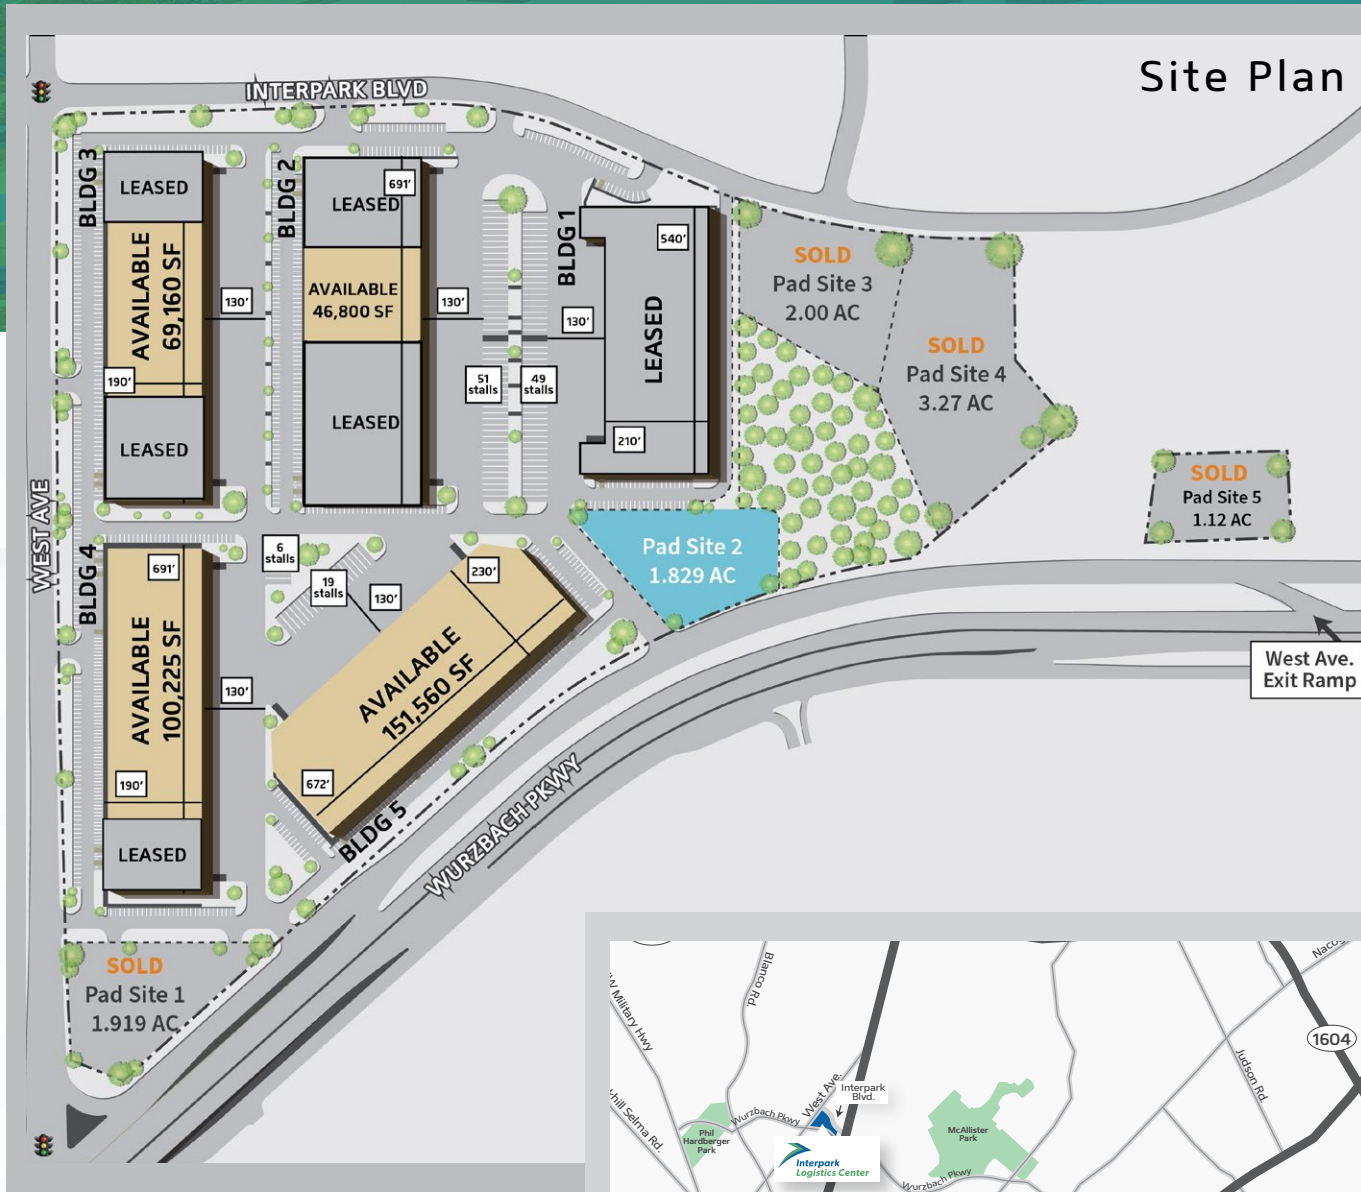 Site Plan
INTERPARK BLVD
WEST AVE
WURZBACH PKWY
BLDG 3
LEASED
AVAILABLE
69,160 SF
190'
LEASED
130'
BLDG 2
691'
LEASED
AVAILABLE
46,800 SF
LEASED
130'
51
stalls
49
stalls
BLDG 1
130'
540'
LEASED
210'
SOLD
Pad Site 3
2.00 AC
SOLD
Pad Site 4
3.27 AC
SOLD
Pad Site 5
1.12 AC
Pad Site 2
1.829 AC
West Ave.
Exit Ramp
BLDG 4
691'
AVAILABLE
100,225 SF
190'
LEASED
130'
6
stalls
19
stalls
130'
230'
AVAILABLE
151,560 SF
672'
BLDG 5
SOLD
Pad Site 1
1.919 AC
Blanco Rd.
Military Hwy
Selma Rd.
Phil
Hardberger
Park
Wurzbach Pkwy
West Ave.
Interpark
Blvd.
Interpark
Logistics Center
McAllister
Park
Wurzbach Pkwy
Judson Rd.
1604